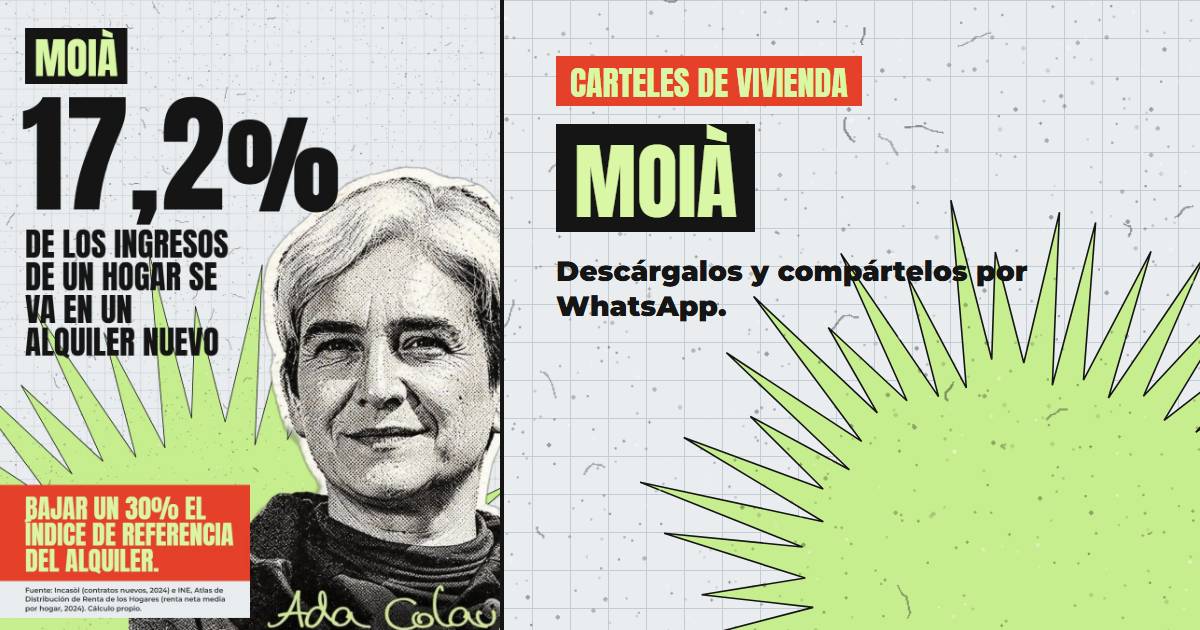 MOIÀ
17,2%
DE LOS INGRESOS
DE UN HOGAR SE
VA EN UN
ALQUILER NUEVO
BAJAR UN 30% EL
ÍNDICE DE REFERENCIA
DEL ALQUILER.
Fuente: Incasòl (contratos nuevos, 2024) e INE, Atlas de
Distribución de Renta de los Hogares (renta neta media
por hogar, 2024). Cálculo propio.
Ada Colau
CARTELES DE VIVIENDA
MOIÀ
Descárgalos y compártelos por
WhatsApp.